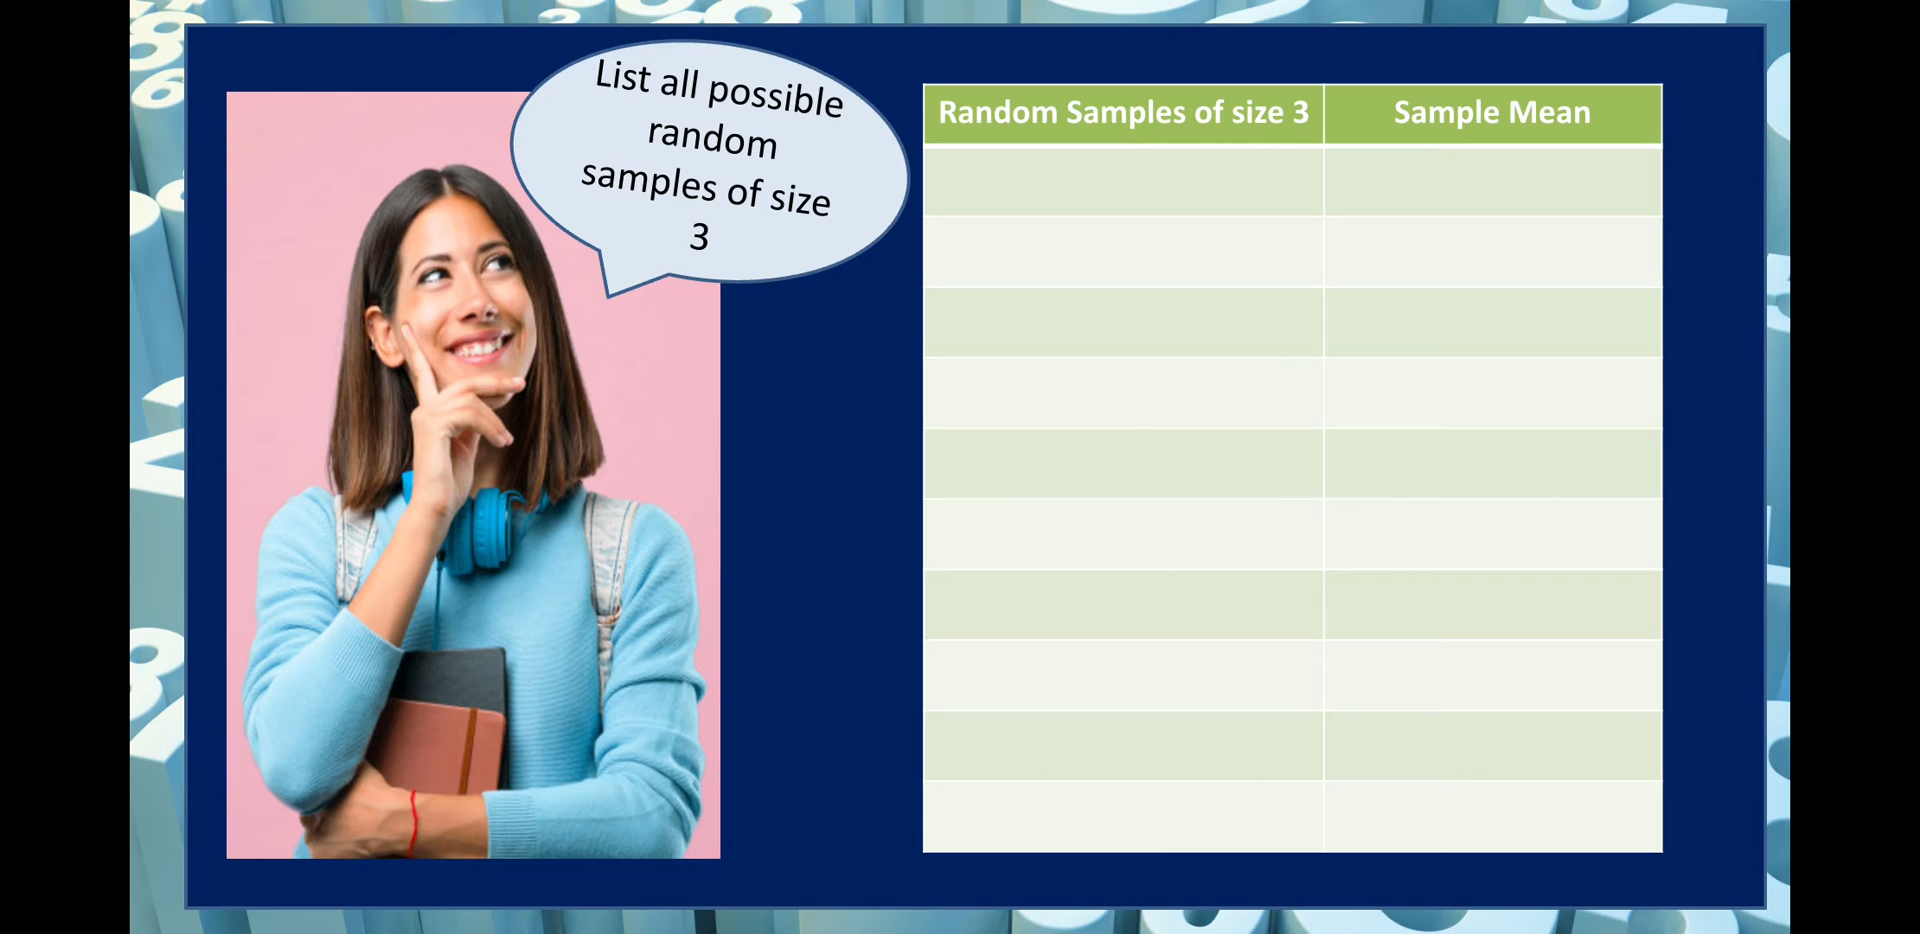 List all possible
random
samples of size
3
Random Samples of size 3
Sample Mean